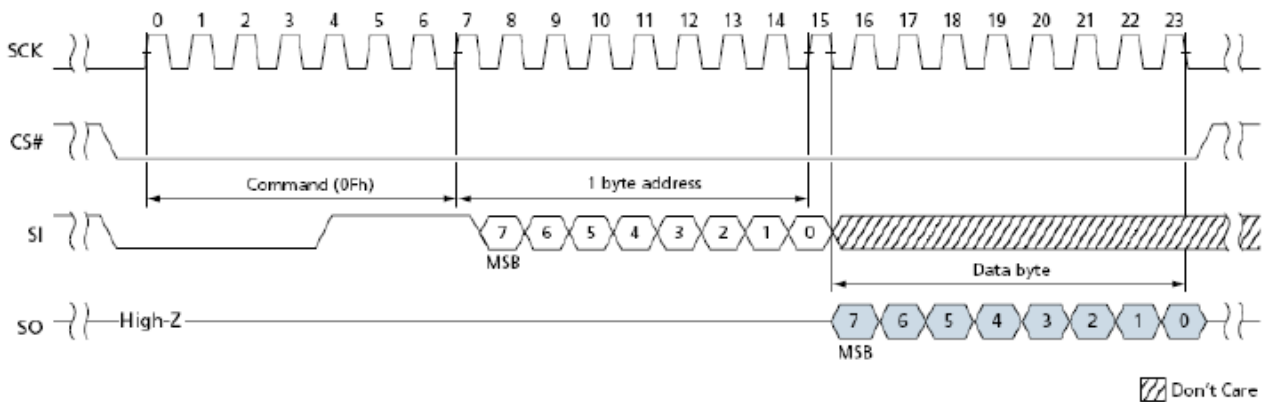 0 1 2 3 4 5 6 7 8 9 10 11 12 13 14 15 16 17 18 19 20 21 22 23
SCK
CS#
Command (0Fh) 1 byte address
SI 7 6 5 4 3 2 1 0
MSB Data byte
SO High-Z 7 6 5 4 3 2 1 0
MSB
Don't Care